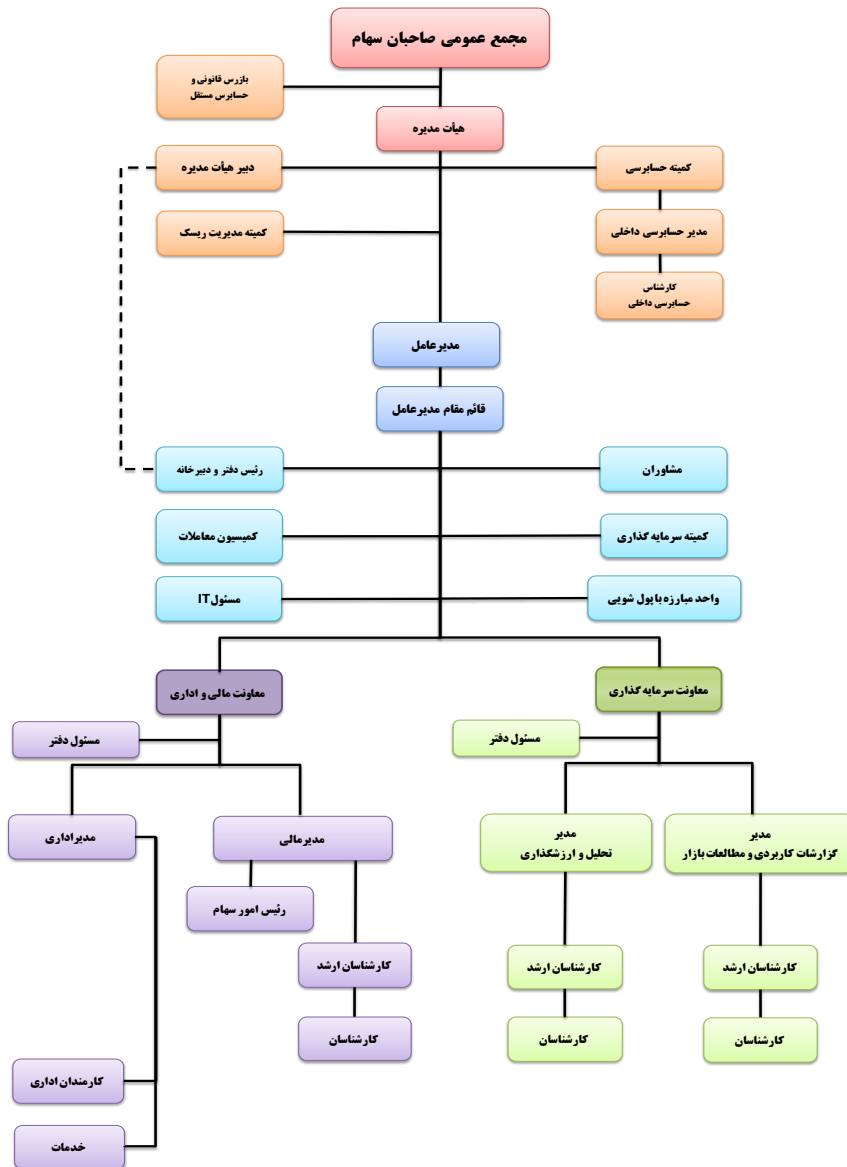 مجمع عمومی صاحبان سهام
بازرس قانونی و
حسابرس مستقل
هیأت مدیره
کمیته حسابرسی
دبیر هیأت مدیره
مدیر حسابرسی داخلی
کمیته مدیریت ریسک
کارشناس
حسابرسی داخلی
مدیرعامل
قائم مقام مدیرعامل
مشاوران
رئیس دفتر و دبیرخانه
کمیته سرمایه گذاری
کمیسیون معاملات
واحد مبارزه با پول شویی
مسئول IT
معاونت سرمایه گذاری
معاونت مالی و اداری
مسئول دفتر
مسئول دفتر
مدیر
گزارشات کاربردی و مطالعات بازار
مدیر
تحلیل و ارزشگذاری
مدیرمالی
مدیراداری
رئیس امور سهام
کارشناسان ارشد
کارشناسان ارشد
کارشناسان ارشد
کارشناسان
کارشناسان
کارشناسان
کارمندان اداری
خدمات